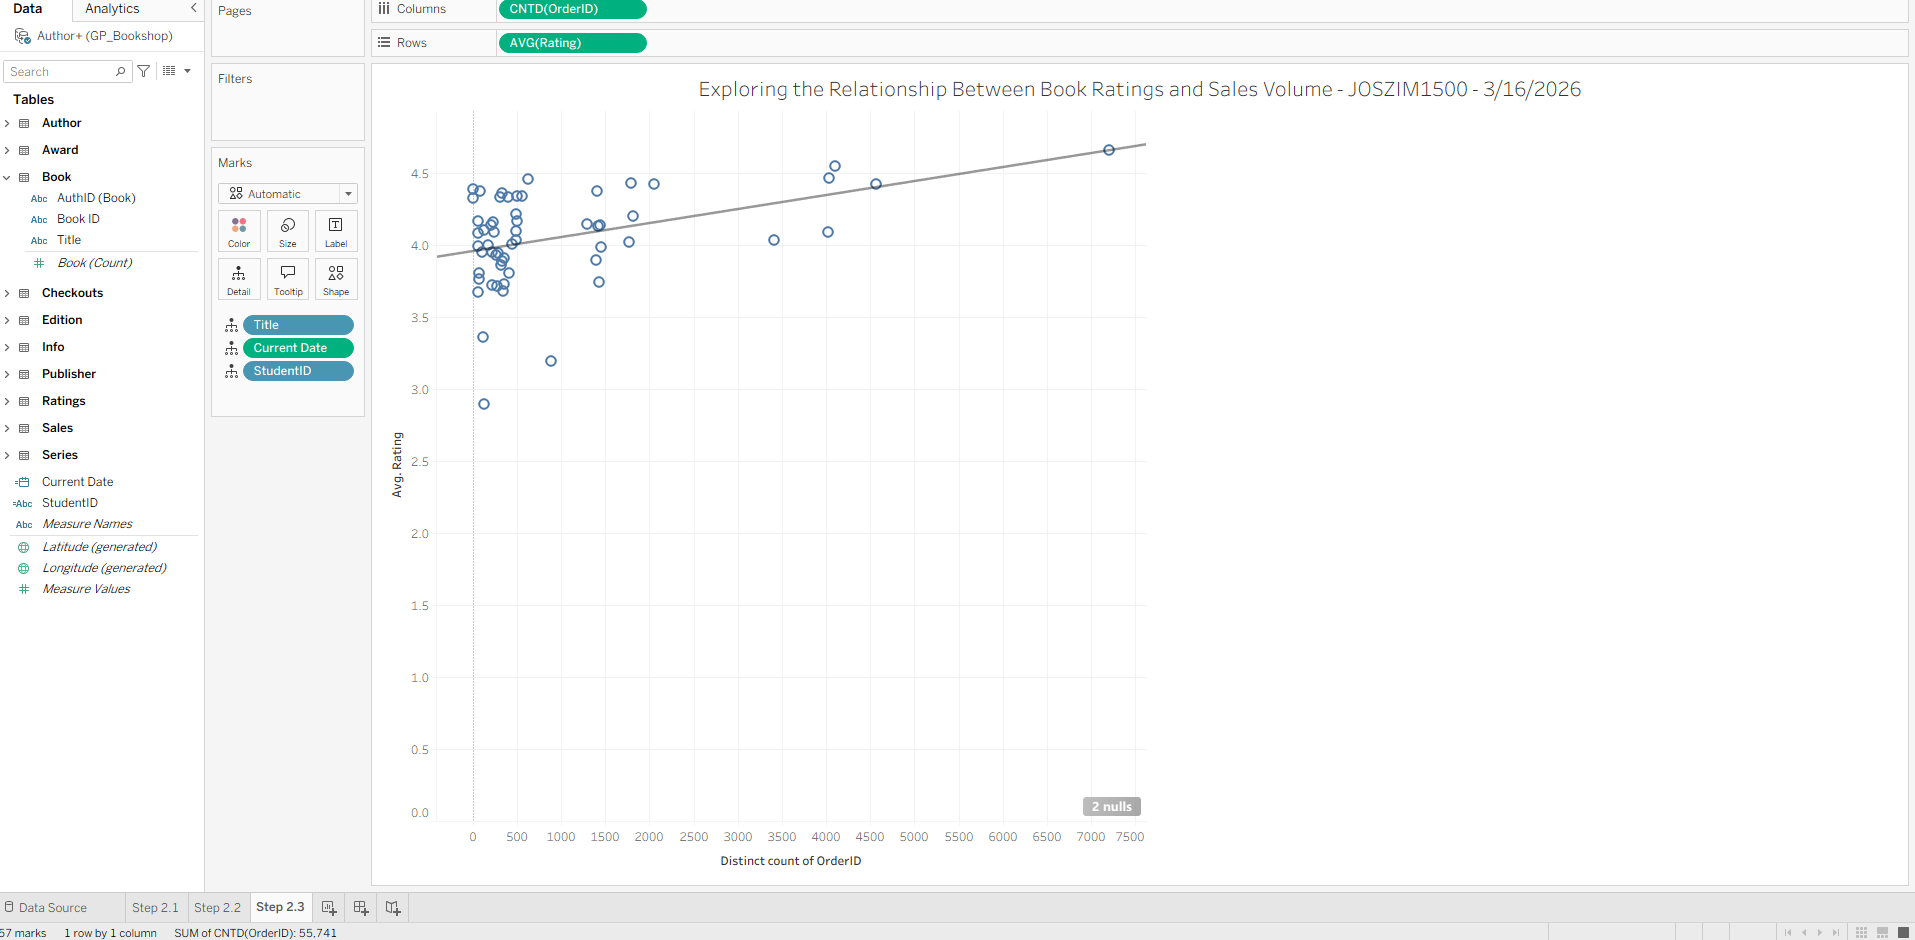 Data
Analytics
Author+ (GP_Bookshop)
Search
Tables
Author
Award
Book
Abc AuthID (Book)
Abc Book ID
Abc Title
Book (Count)
Checkouts
Edition
Info
Publisher
Ratings
Sales
Series
Current Date
=Abc StudentID
Abc Measure Names
Latitude (generated)
Longitude (generated)
Measure Values
Pages
Filters
Marks
Automatic
Color Size Label
Detail Tooltip Shape
Title
Current Date
StudentID
Columns CNTD(OrderID)
Rows AVG(Rating)
Exploring the Relationship Between Book Ratings and Sales Volume - JOSZIM1500 - 3/16/2026
Avg. Rating
4.5
4.0
3.5
3.0
2.5
2.0
1.5
1.0
0.5
0.0
2 nulls
0 500 1000 1500 2000 2500 3000 3500 4000 4500 5000 5500 6000 6500 7000 7500
Distinct count of OrderID
Data Source Step 2.1 Step 2.2 Step 2.3
57 marks 1 row by 1 column SUM of CNTD(OrderID): 55,741